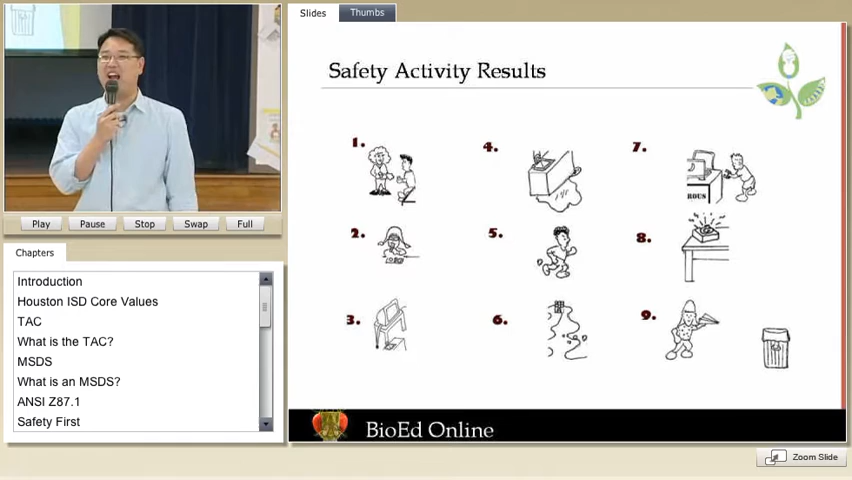 Slides
Thumbs
Safety Activity Results
1.
4.
7.
ROUS
2.
5.
8.
3.
6.
9.
BioEd Online
Zoom Slide
Play
Pause
Stop
Swap
Full
Chapters
Introduction
Houston ISD Core Values
TAC
What is the TAC?
MSDS
What is an MSDS?
ANSI Z87.1
Safety First